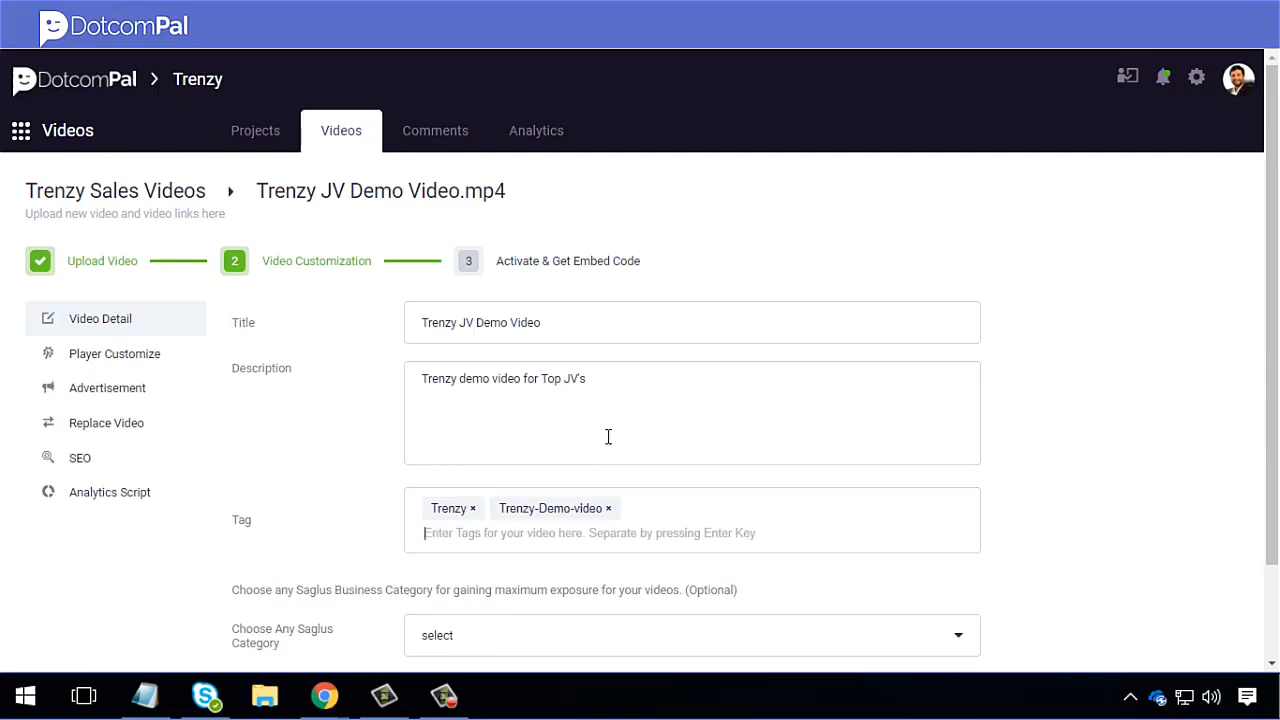 DotcomPal
DotcomPal > Trenzy
Videos
Projects
Videos
Comments
Analytics
Trenzy Sales Videos
Trenzy JV Demo Video.mp4
Upload new video and video links here
Upload Video
2
Video Customization
3
Activate & Get Embed Code
Video Detail
Player Customize
Advertisement
Replace Video
SEO
Analytics Script
Title
Trenzy JV Demo Video
Description
Trenzy demo video for Top JV's
Tag
Trenzy ×
Trenzy-Demo-video ×
Enter Tags for your video here. Separate by pressing Enter Key
Choose any Saglus Business Category for gaining maximum exposure for your videos. (Optional)
Choose Any Saglus
Category
select